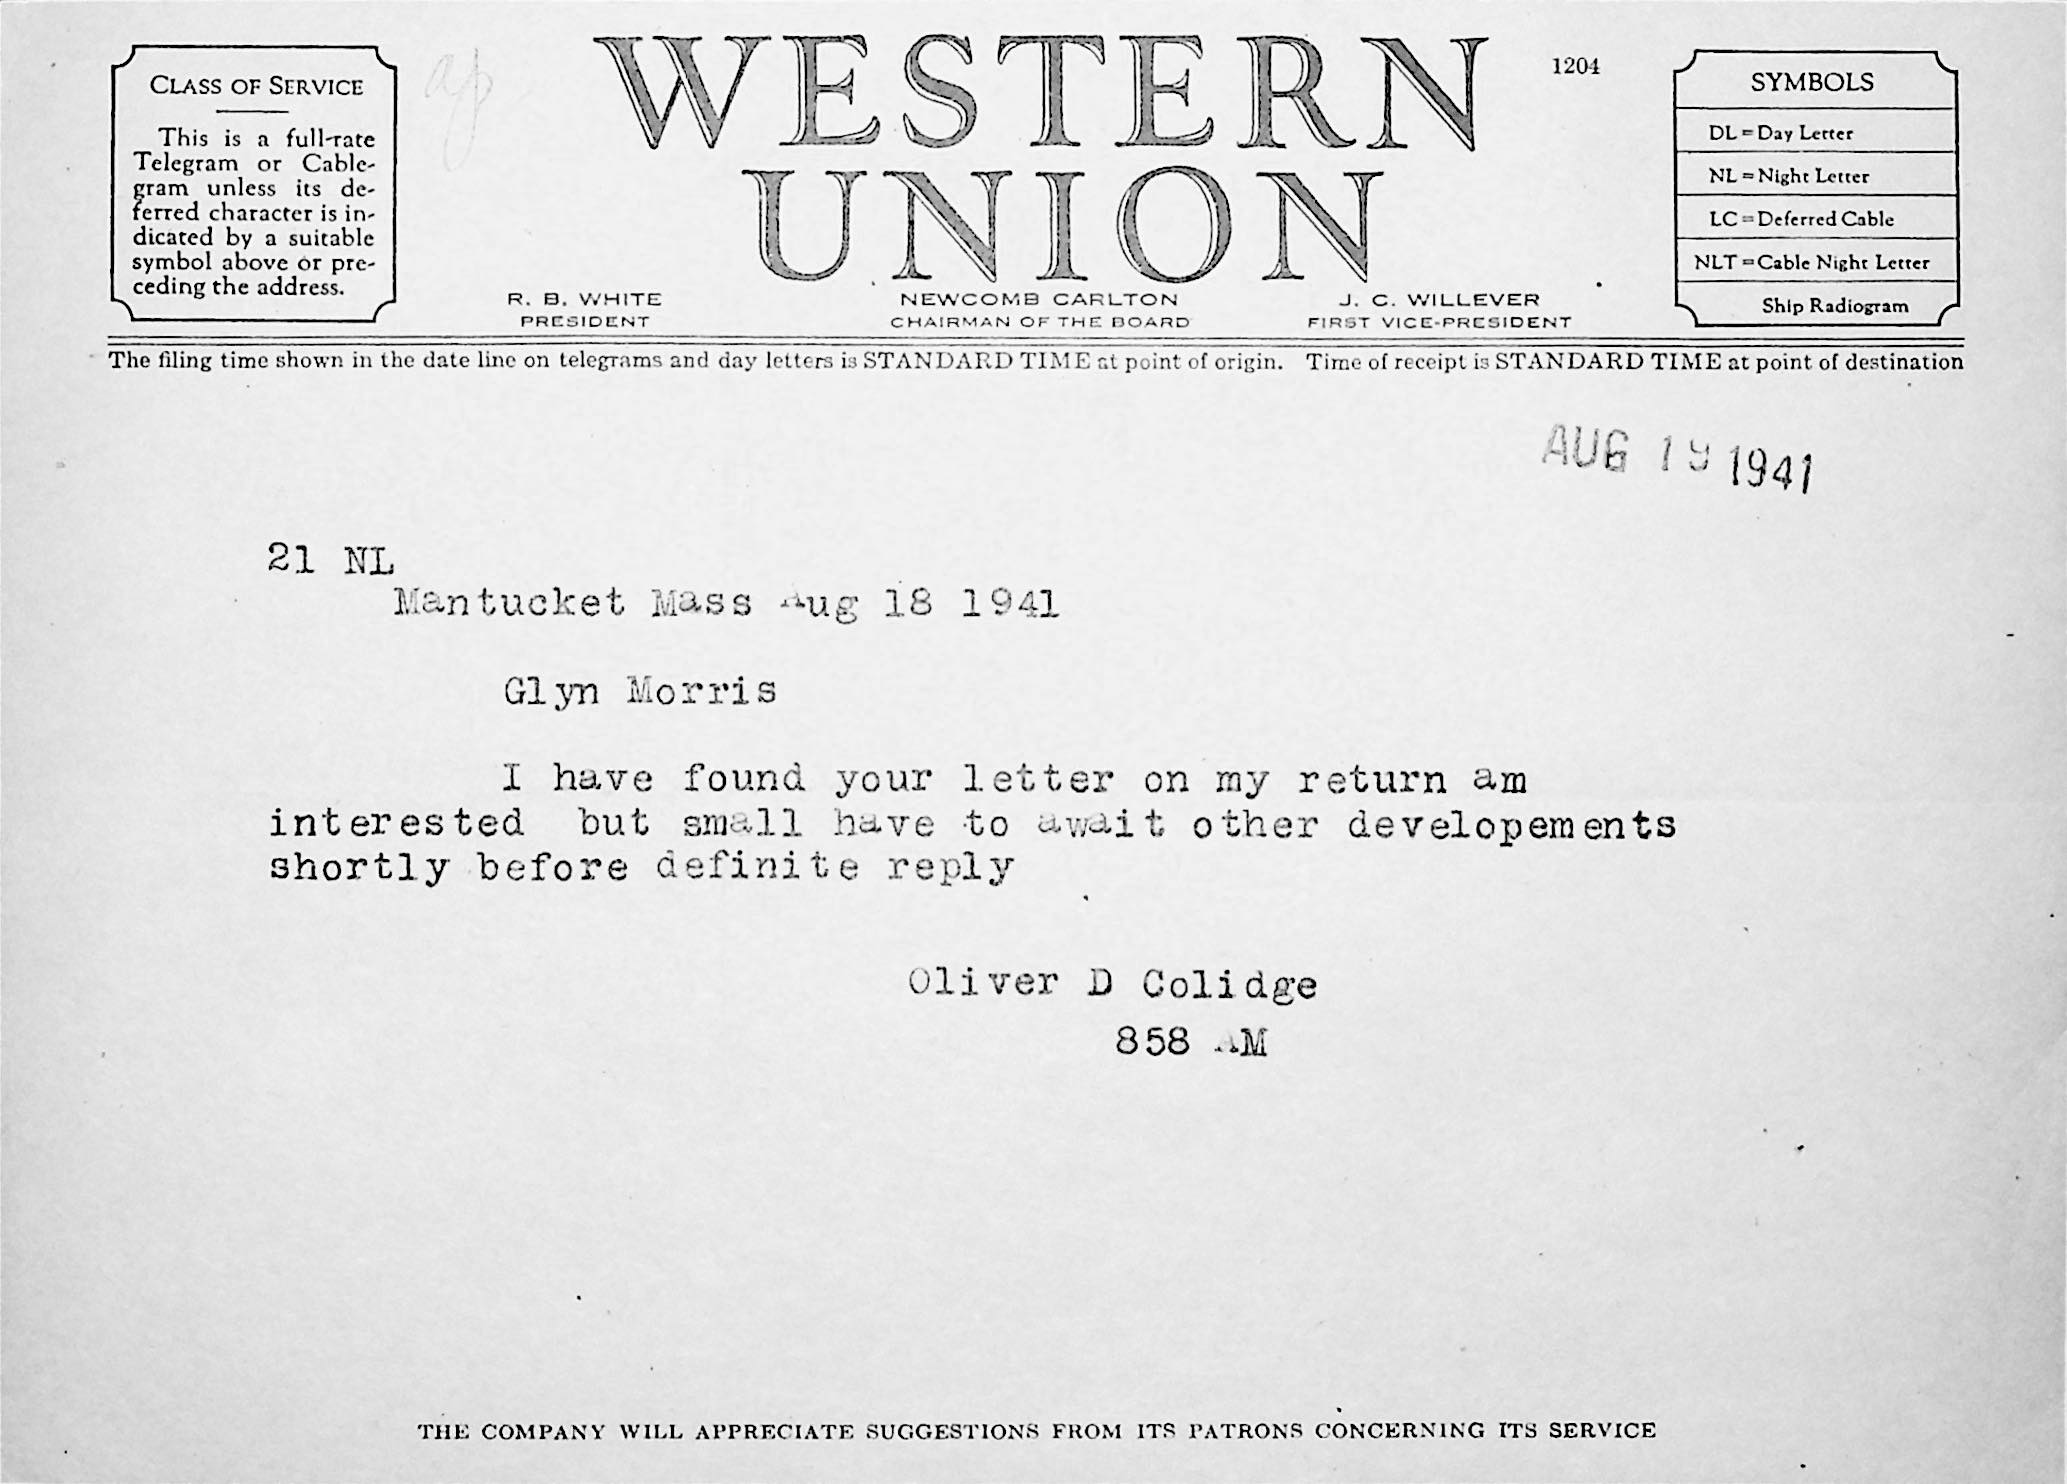 CLASS OF SERVICE
This is a full-rate
Telegram or Cable-
gram unless its de-
ferred character is in-
dicated by a suitable
symbol above or pre-
ceding the address.
ap
WESTERN
UNION
1204
R. B. WHITE
PRESIDENT
NEWCOMB CARLTON
CHAIRMAN OF THE BOARD
J. C. WILLEVER
FIRST VICE-PRESIDENT
SYMBOLS
DL = Day Letter
NL = Night Letter
LC = Deferred Cable
NLT = Cable Night Letter
Ship Radiogram
The filing time shown in the date line on telegrams and day letters is STANDARD TIME at point of origin. Time of receipt is STANDARD TIME at point of destination
AUG 19 1941
21 NL
Mantucket Mass Aug 18 1941
Glyn Morris
I have found your letter on my return am
interested but small have to await other developements
shortly before definite reply
Oliver D Colidge
858 AM
THE COMPANY WILL APPRECIATE SUGGESTIONS FROM ITS PATRONS CONCERNING ITS SERVICE